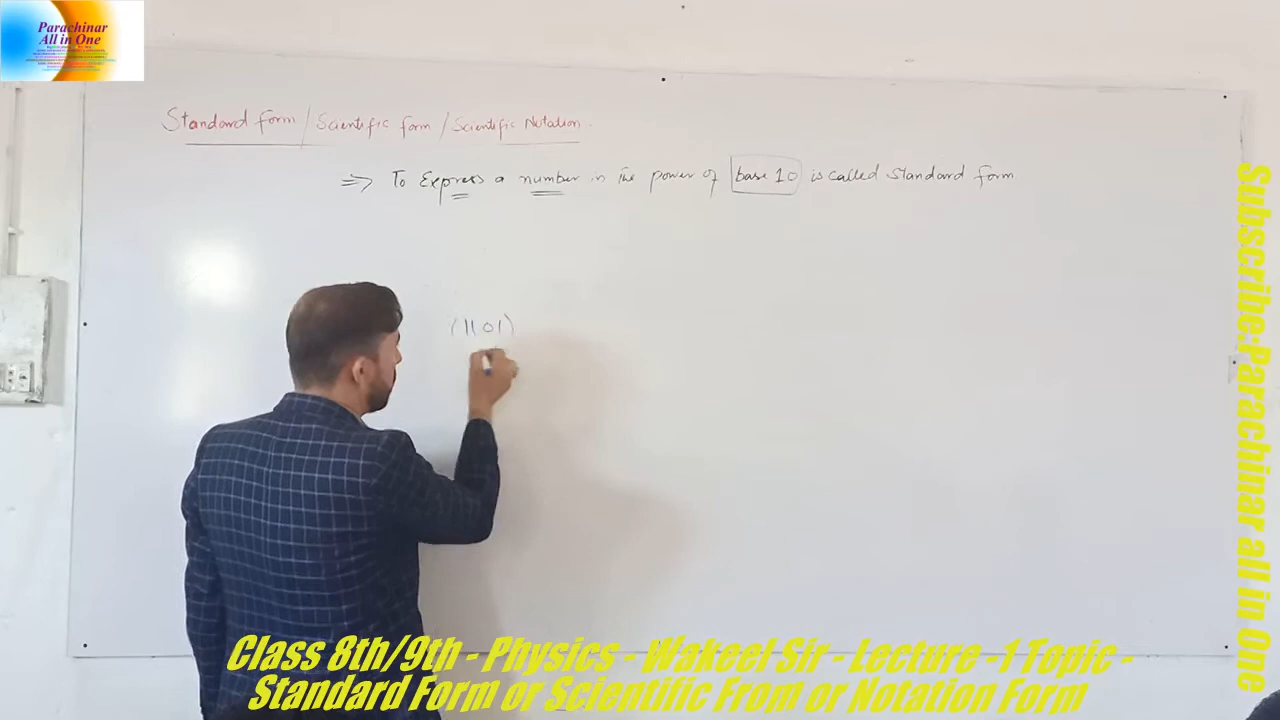 Parachinar
All in One
Standard form / Scientific form / Scientific Notation.
⇒ To Express a number in the power of base 10 is called Standard form
(1101)
Subscribe:Parachinar all in One
Class 8th/9th - Physics - Wakeel Sir - Lecture - 1 Topic -
Standard Form or Scientific From or Notation Form